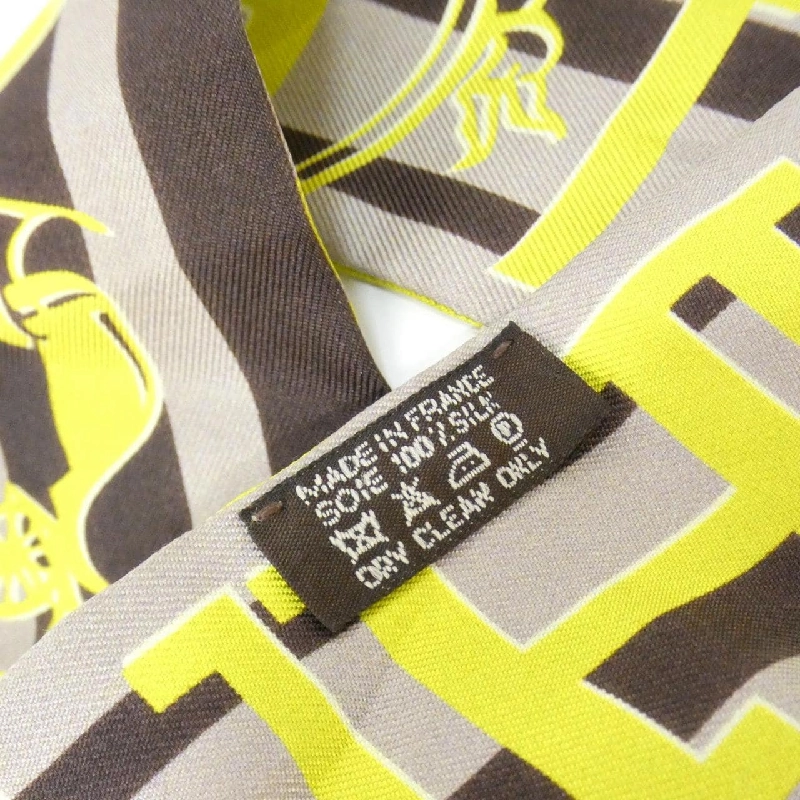 MADE IN FRANCE
SOIE 100% SILK
P
DRY CLEAN ONLY